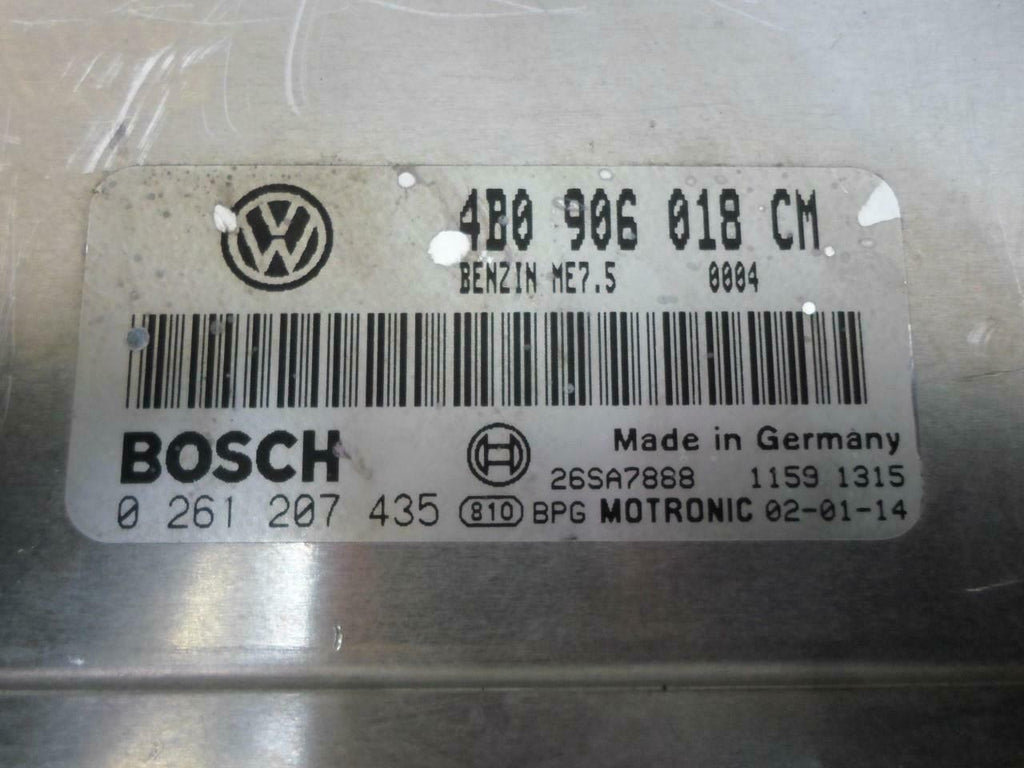 4B0 906 018 CM
BENZIN ME7.5 0004
BOSCH
Made in Germany
26SA7888 1159 1315
0 261 207 435 810 BPG MOTRONIC 02-01-14